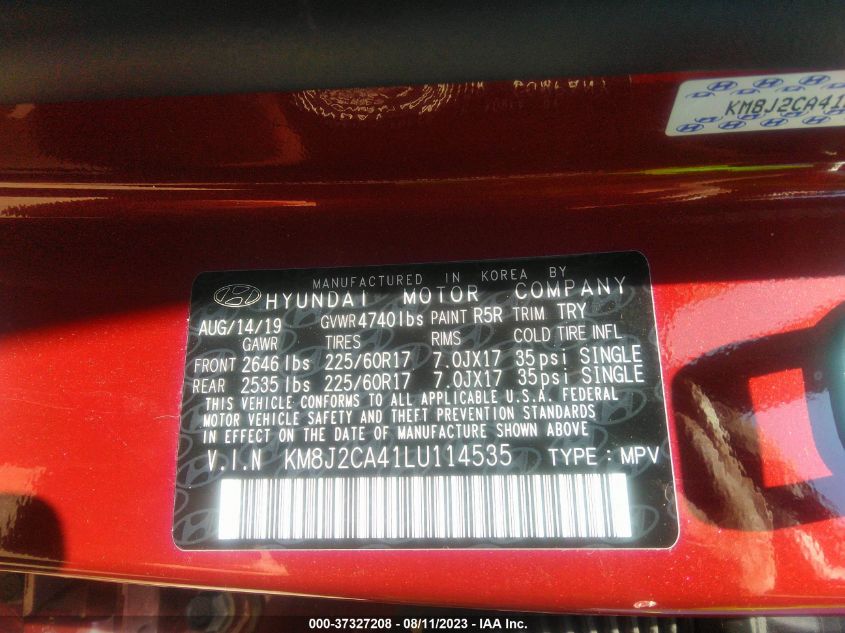 KM8J2CA41
MANUFACTURED IN KOREA BY
HYUNDAI MOTOR COMPANY
AUG/14/19 GVWR 4740lbs PAINT R5R TRIM TRY
GAWR TIRES RIMS COLD TIRE INFL
FRONT 2646lbs 225/60R17 7.0JX17 35psi SINGLE
REAR 2535lbs 225/60R17 7.0JX17 35psi SINGLE
THIS VEHICLE CONFORMS TO ALL APPLICABLE U.S.A. FEDERAL
MOTOR VEHICLE SAFETY AND THEFT PREVENTION STANDARDS
IN EFFECT ON THE DATE OF MANUFACTURE SHOWN ABOVE
V.I.N KM8J2CA41LU114535 TYPE : MPV
000-37327208 - 08/11/2023 - IAA Inc.